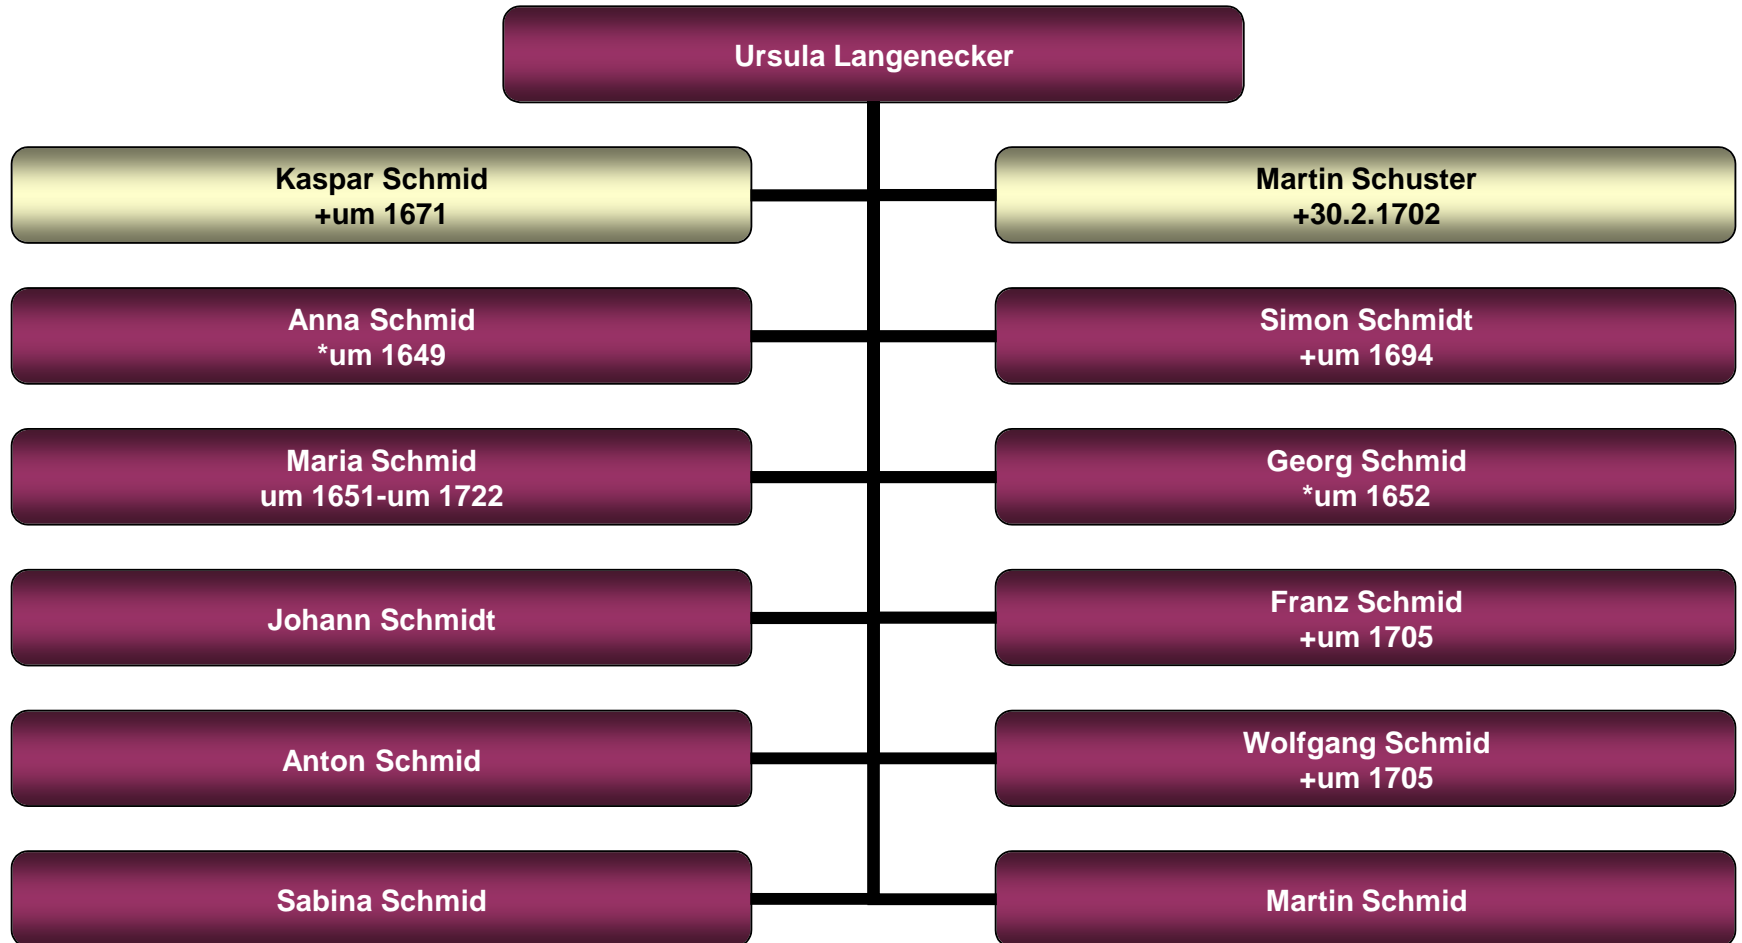 Ursula Langenecker
Kaspar Schmid
+um 1671
Martin Schuster
+30.2.1702
Anna Schmid
*um 1649
Simon Schmidt
+um 1694
Maria Schmid
um 1651-um 1722
Georg Schmid
*um 1652
Johann Schmidt
Franz Schmid
+um 1705
Anton Schmid
Wolfgang Schmid
+um 1705
Sabina Schmid
Martin Schmid